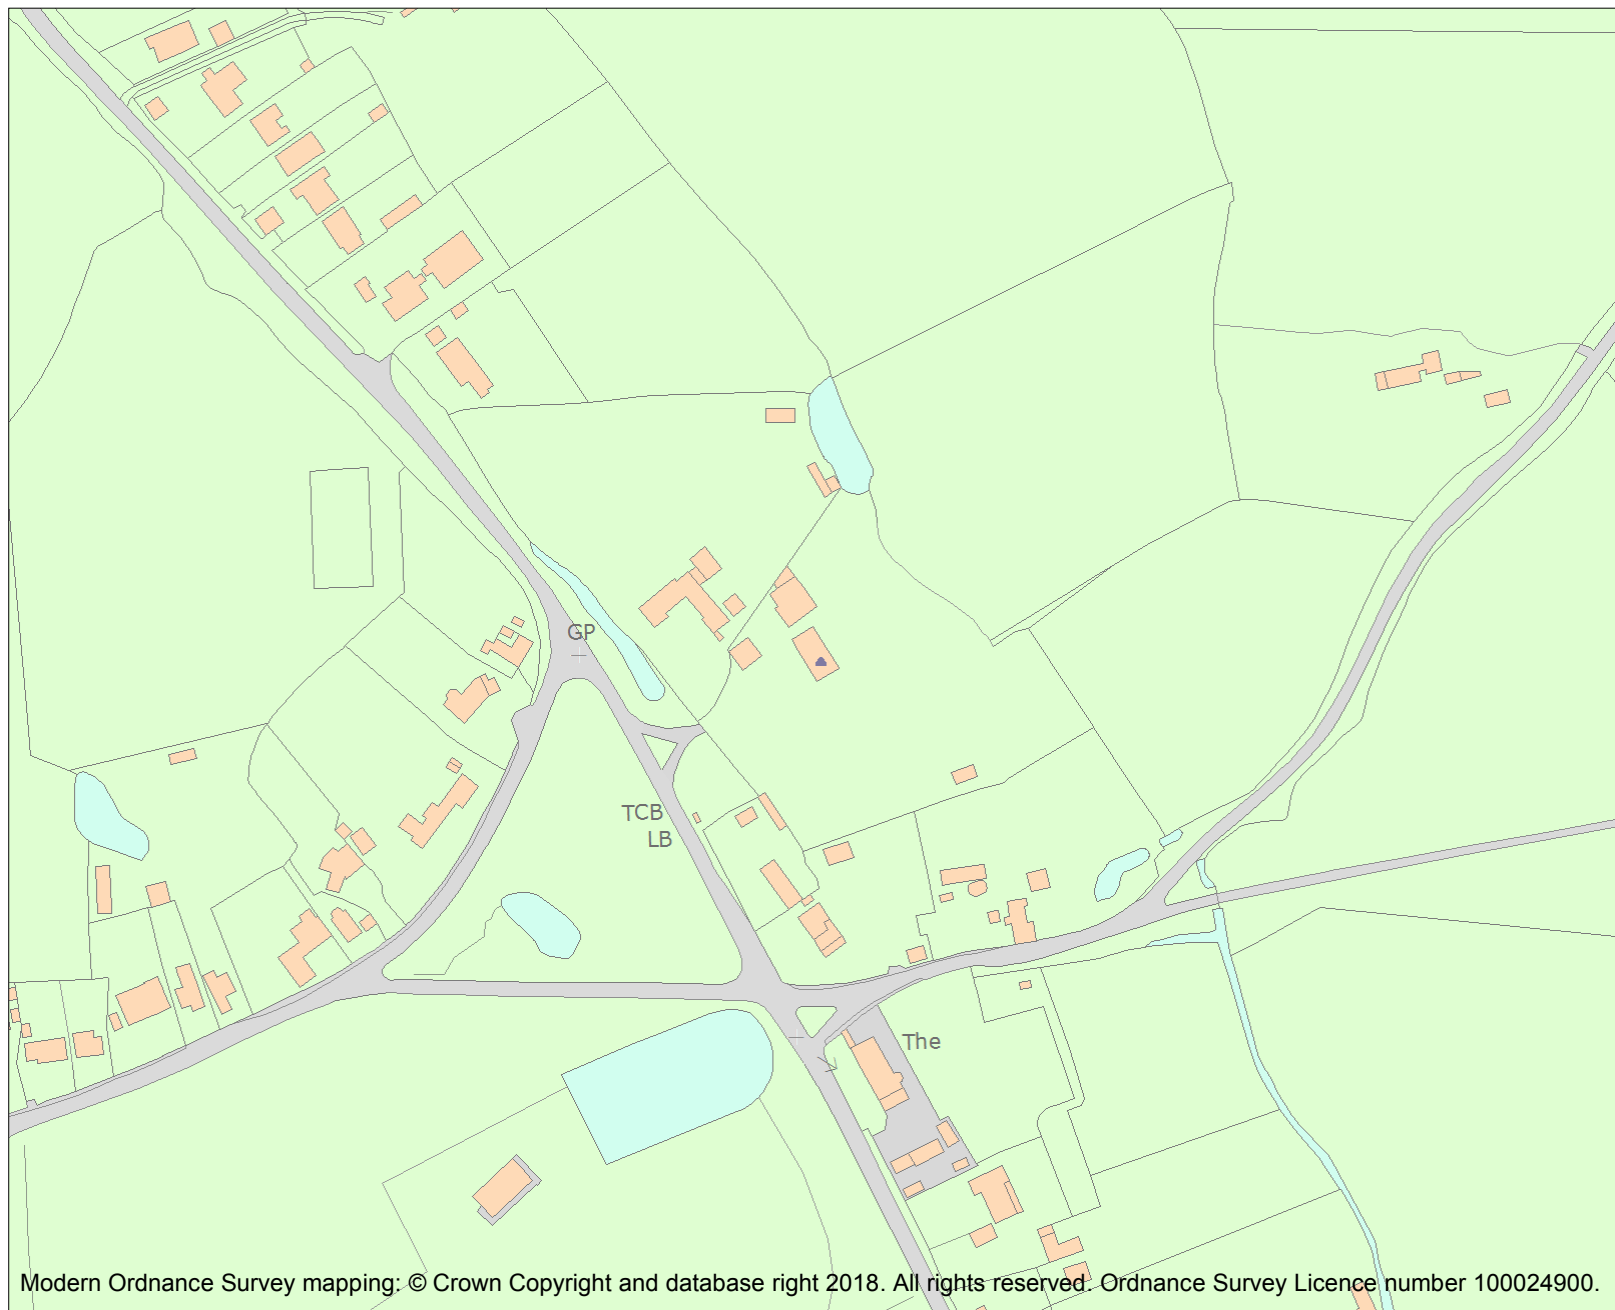 GP
TCB
LB
The
Modern Ordnance Survey mapping: © Crown Copyright and database right 2018. All rights reserved. Ordnance Survey Licence number 100024900.